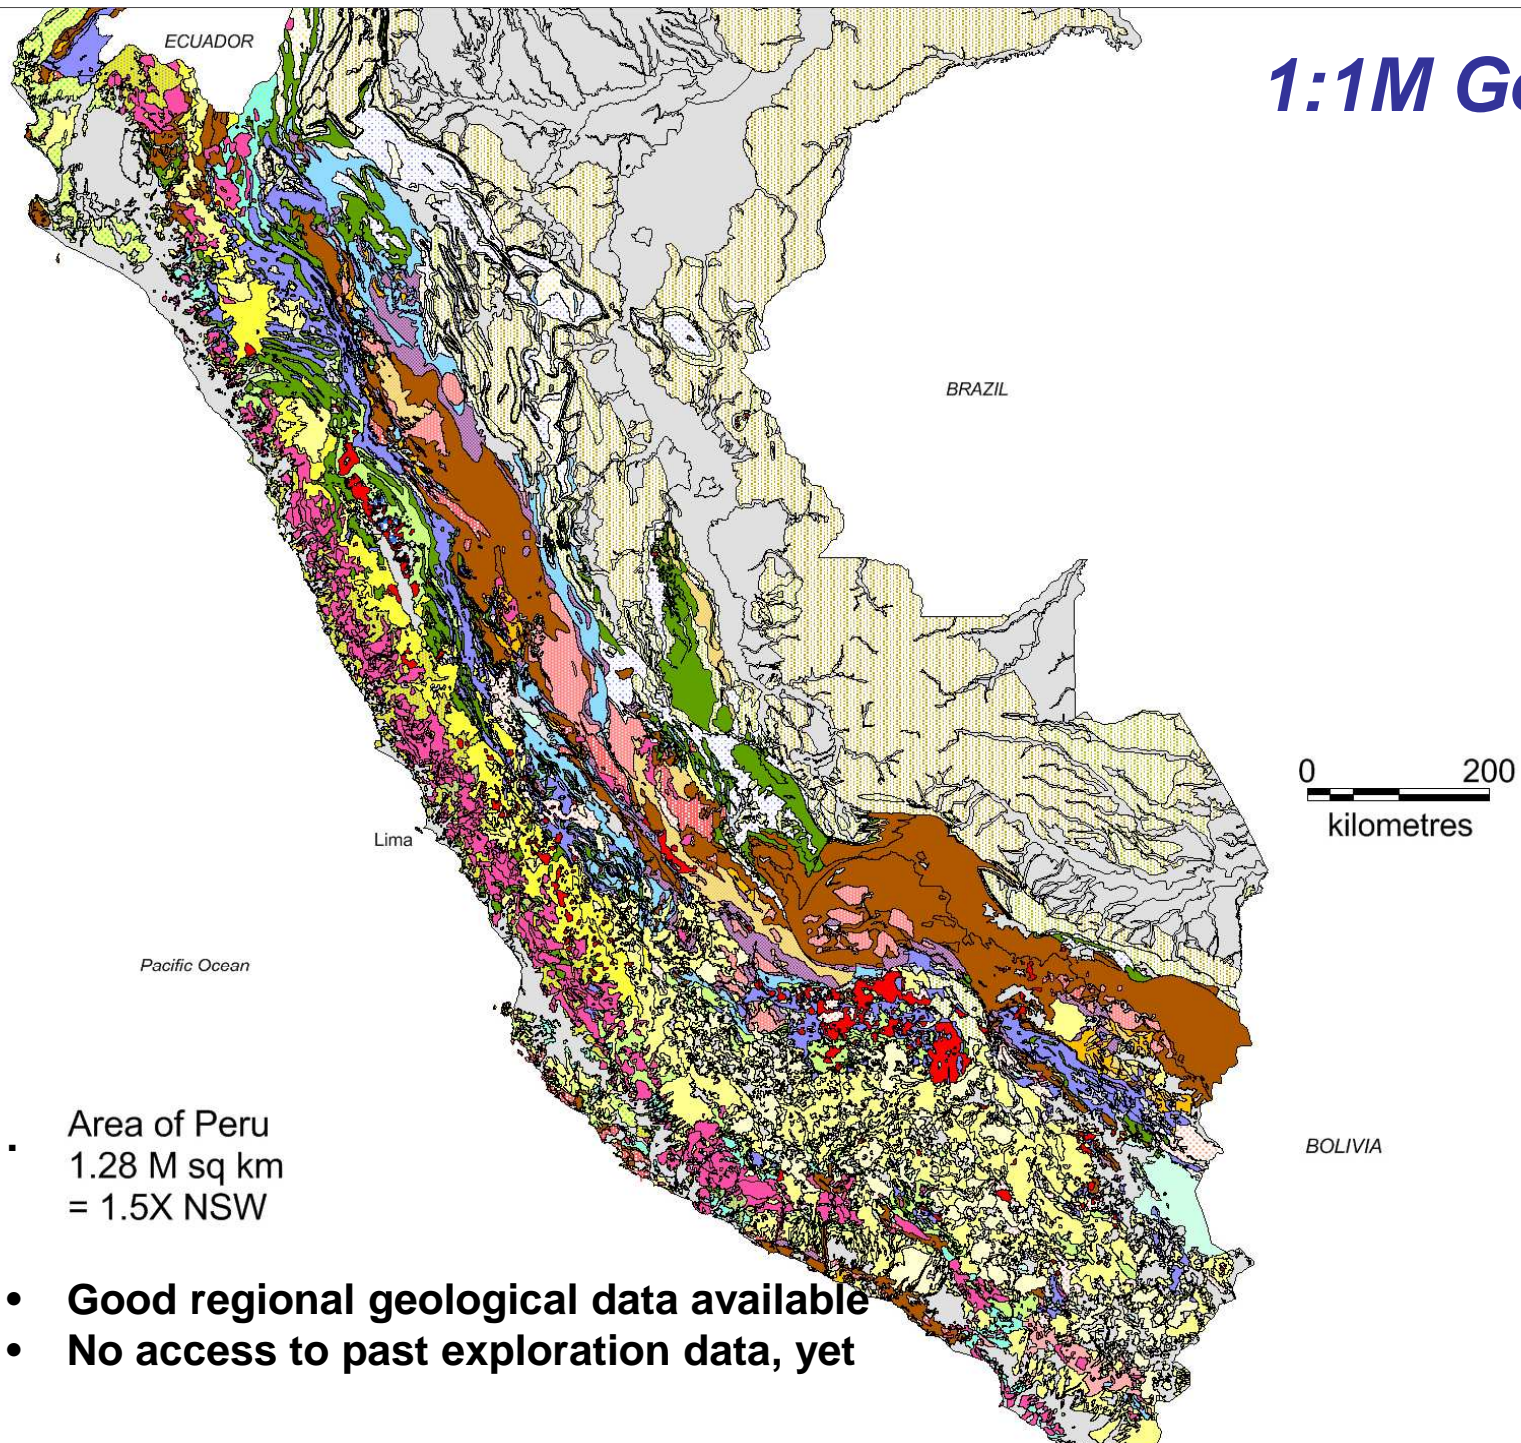 ECUADOR
1:1M Ge
BRAZIL
0 200
kilometres
Lima
Pacific Ocean
BOLIVIA
Area of Peru
1.28 M sq km
= 1.5X NSW
• Good regional geological data available
• No access to past exploration data, yet